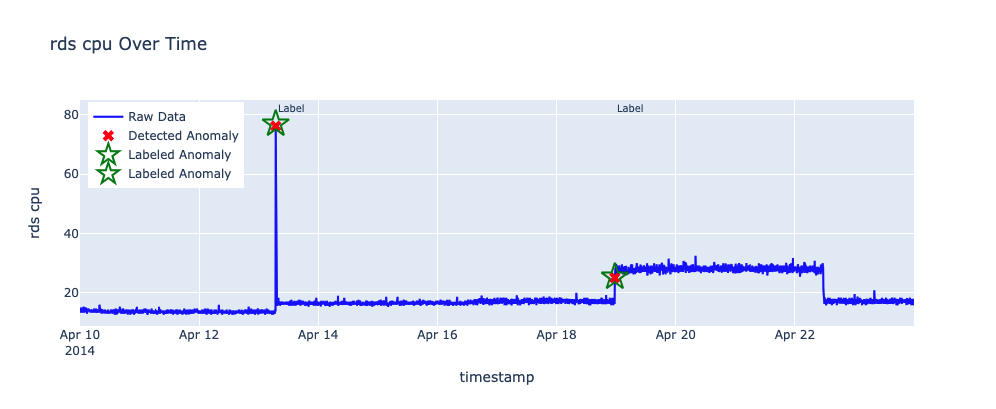 rds cpu Over Time
Label
Label
Raw Data
Detected Anomaly
Labeled Anomaly
Labeled Anomaly
80
60
40
20
rds cpu
Apr 10
2014
Apr 12
Apr 14
Apr 16
Apr 18
Apr 20
Apr 22
timestamp